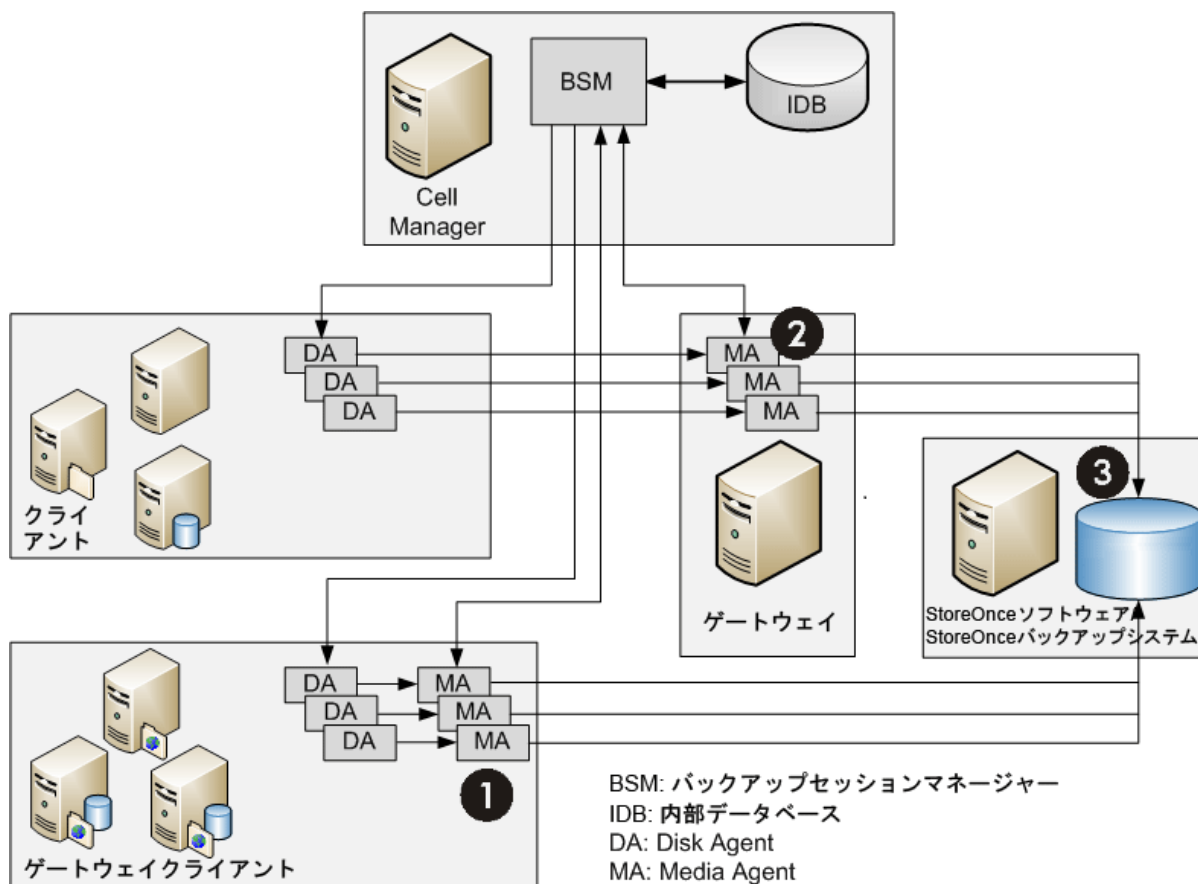 BSM
IDB
Cell
Manager
DA
DA
DA
2
MA
MA
MA
クライ
アント
ゲートウェイ
3
StoreOnceソフトウェア/
StoreOnceバックアップシステム
DA
DA
DA
MA
MA
MA
1
ゲートウェイクライアント
BSM: バックアップセッションマネージャー
IDB: 内部データベース
DA: Disk Agent
MA: Media Agent